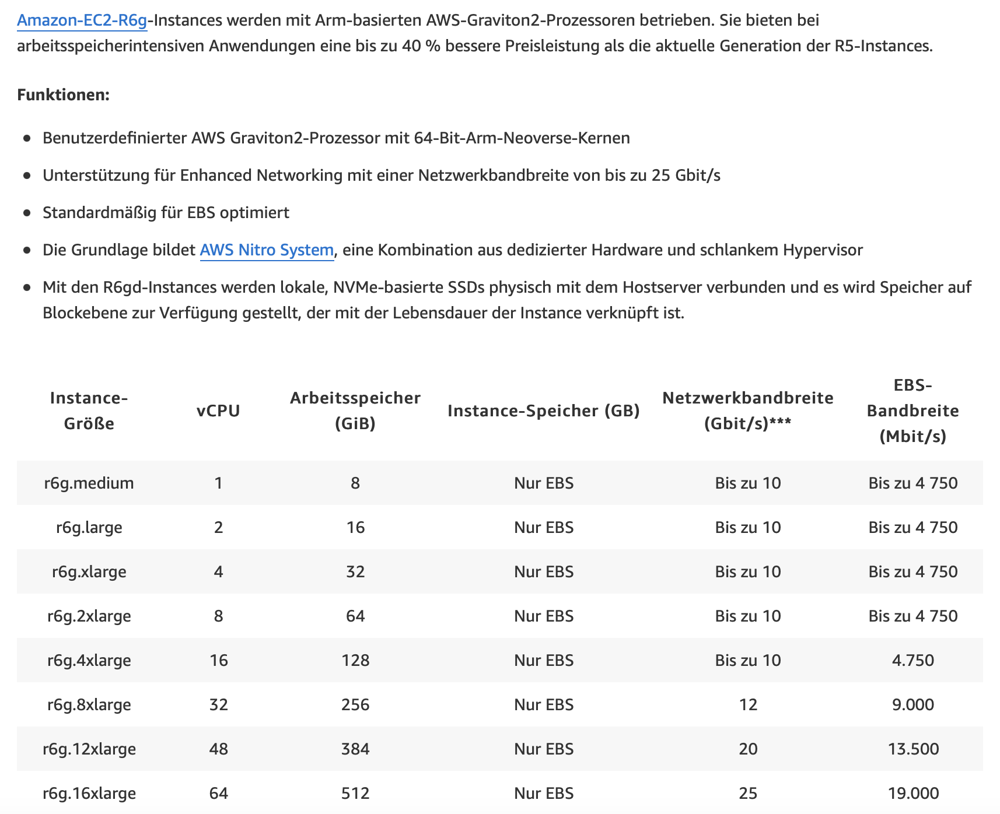 Amazon-EC2-R6g-Instances werden mit Arm-basierten AWS-Graviton2-Prozessoren betrieben. Sie bieten bei
arbeitsspeicherintensiven Anwendungen eine bis zu 40 % bessere Preisleistung als die aktuelle Generation der R5-Instances.
Funktionen:
• Benutzerdefinierter AWS Graviton2-Prozessor mit 64-Bit-Arm-Neoverse-Kernen
• Unterstützung für Enhanced Networking mit einer Netzwerkbandbreite von bis zu 25 Gbit/s
• Standardmäßig für EBS optimiert
• Die Grundlage bildet AWS Nitro System, eine Kombination aus dedizierter Hardware und schlankem Hypervisor
• Mit den R6gd-Instances werden lokale, NVMe-basierte SSDs physisch mit dem Hostserver verbunden und es wird Speicher auf
Blockebene zur Verfügung gestellt, der mit der Lebensdauer der Instance verknüpft ist.
Instance-
Größe
vCPU
Arbeitsspeicher
(GiB)
Instance-Speicher (GB)
Netzwerkbandbreite
(Gbit/s)***
EBS-
Bandbreite
(Mbit/s)
r6g.medium 1 8 Nur EBS Bis zu 10 Bis zu 4 750
r6g.large 2 16 Nur EBS Bis zu 10 Bis zu 4 750
r6g.xlarge 4 32 Nur EBS Bis zu 10 Bis zu 4 750
r6g.2xlarge 8 64 Nur EBS Bis zu 10 Bis zu 4 750
r6g.4xlarge 16 128 Nur EBS Bis zu 10 4.750
r6g.8xlarge 32 256 Nur EBS 12 9.000
r6g.12xlarge 48 384 Nur EBS 20 13.500
r6g.16xlarge 64 512 Nur EBS 25 19.000